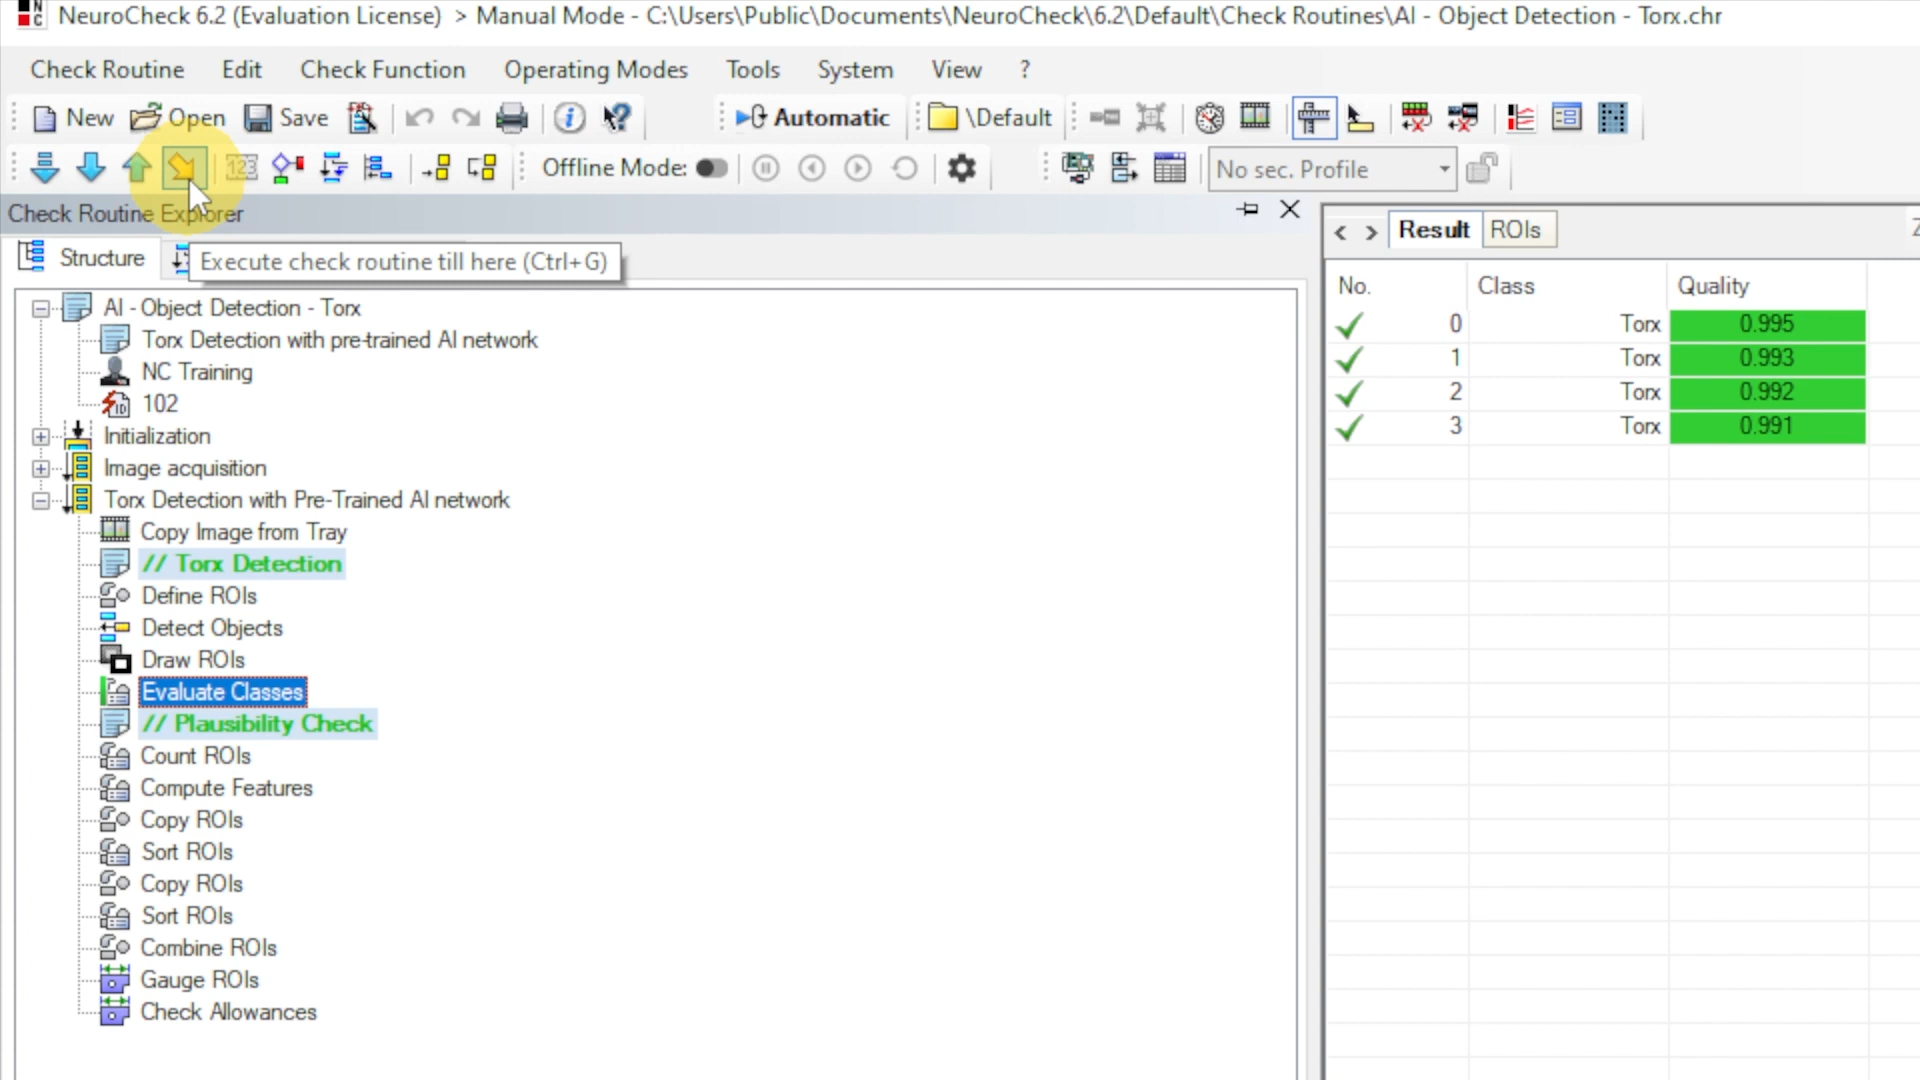 NeuroCheck 6.2 (Evaluation License) > Manual Mode - C:\Users\Public\Documents\NeuroCheck\6.2\Default\Check Routines\AI - Object Detection - Torx.chr
Check Routine Edit Check Function Operating Modes Tools System View ?
New Open Save Automatic \Default
123 Offline Mode: No sec. Profile
Check Routine Explorer
Structure
Execute check routine till here (Ctrl+G)
AI - Object Detection - Torx
Torx Detection with pre-trained AI network
NC Training
102
Initialization
Image acquisition
Torx Detection with Pre-Trained AI network
Copy Image from Tray
// Torx Detection
Define ROIs
Detect Objects
Draw ROIs
Evaluate Classes
// Plausibility Check
Count ROIs
Compute Features
Copy ROIs
Sort ROIs
Copy ROIs
Sort ROIs
Combine ROIs
Gauge ROIs
Check Allowances
Result ROIs
No. Class Quality
0 Torx 0.995
1 Torx 0.993
2 Torx 0.992
3 Torx 0.991